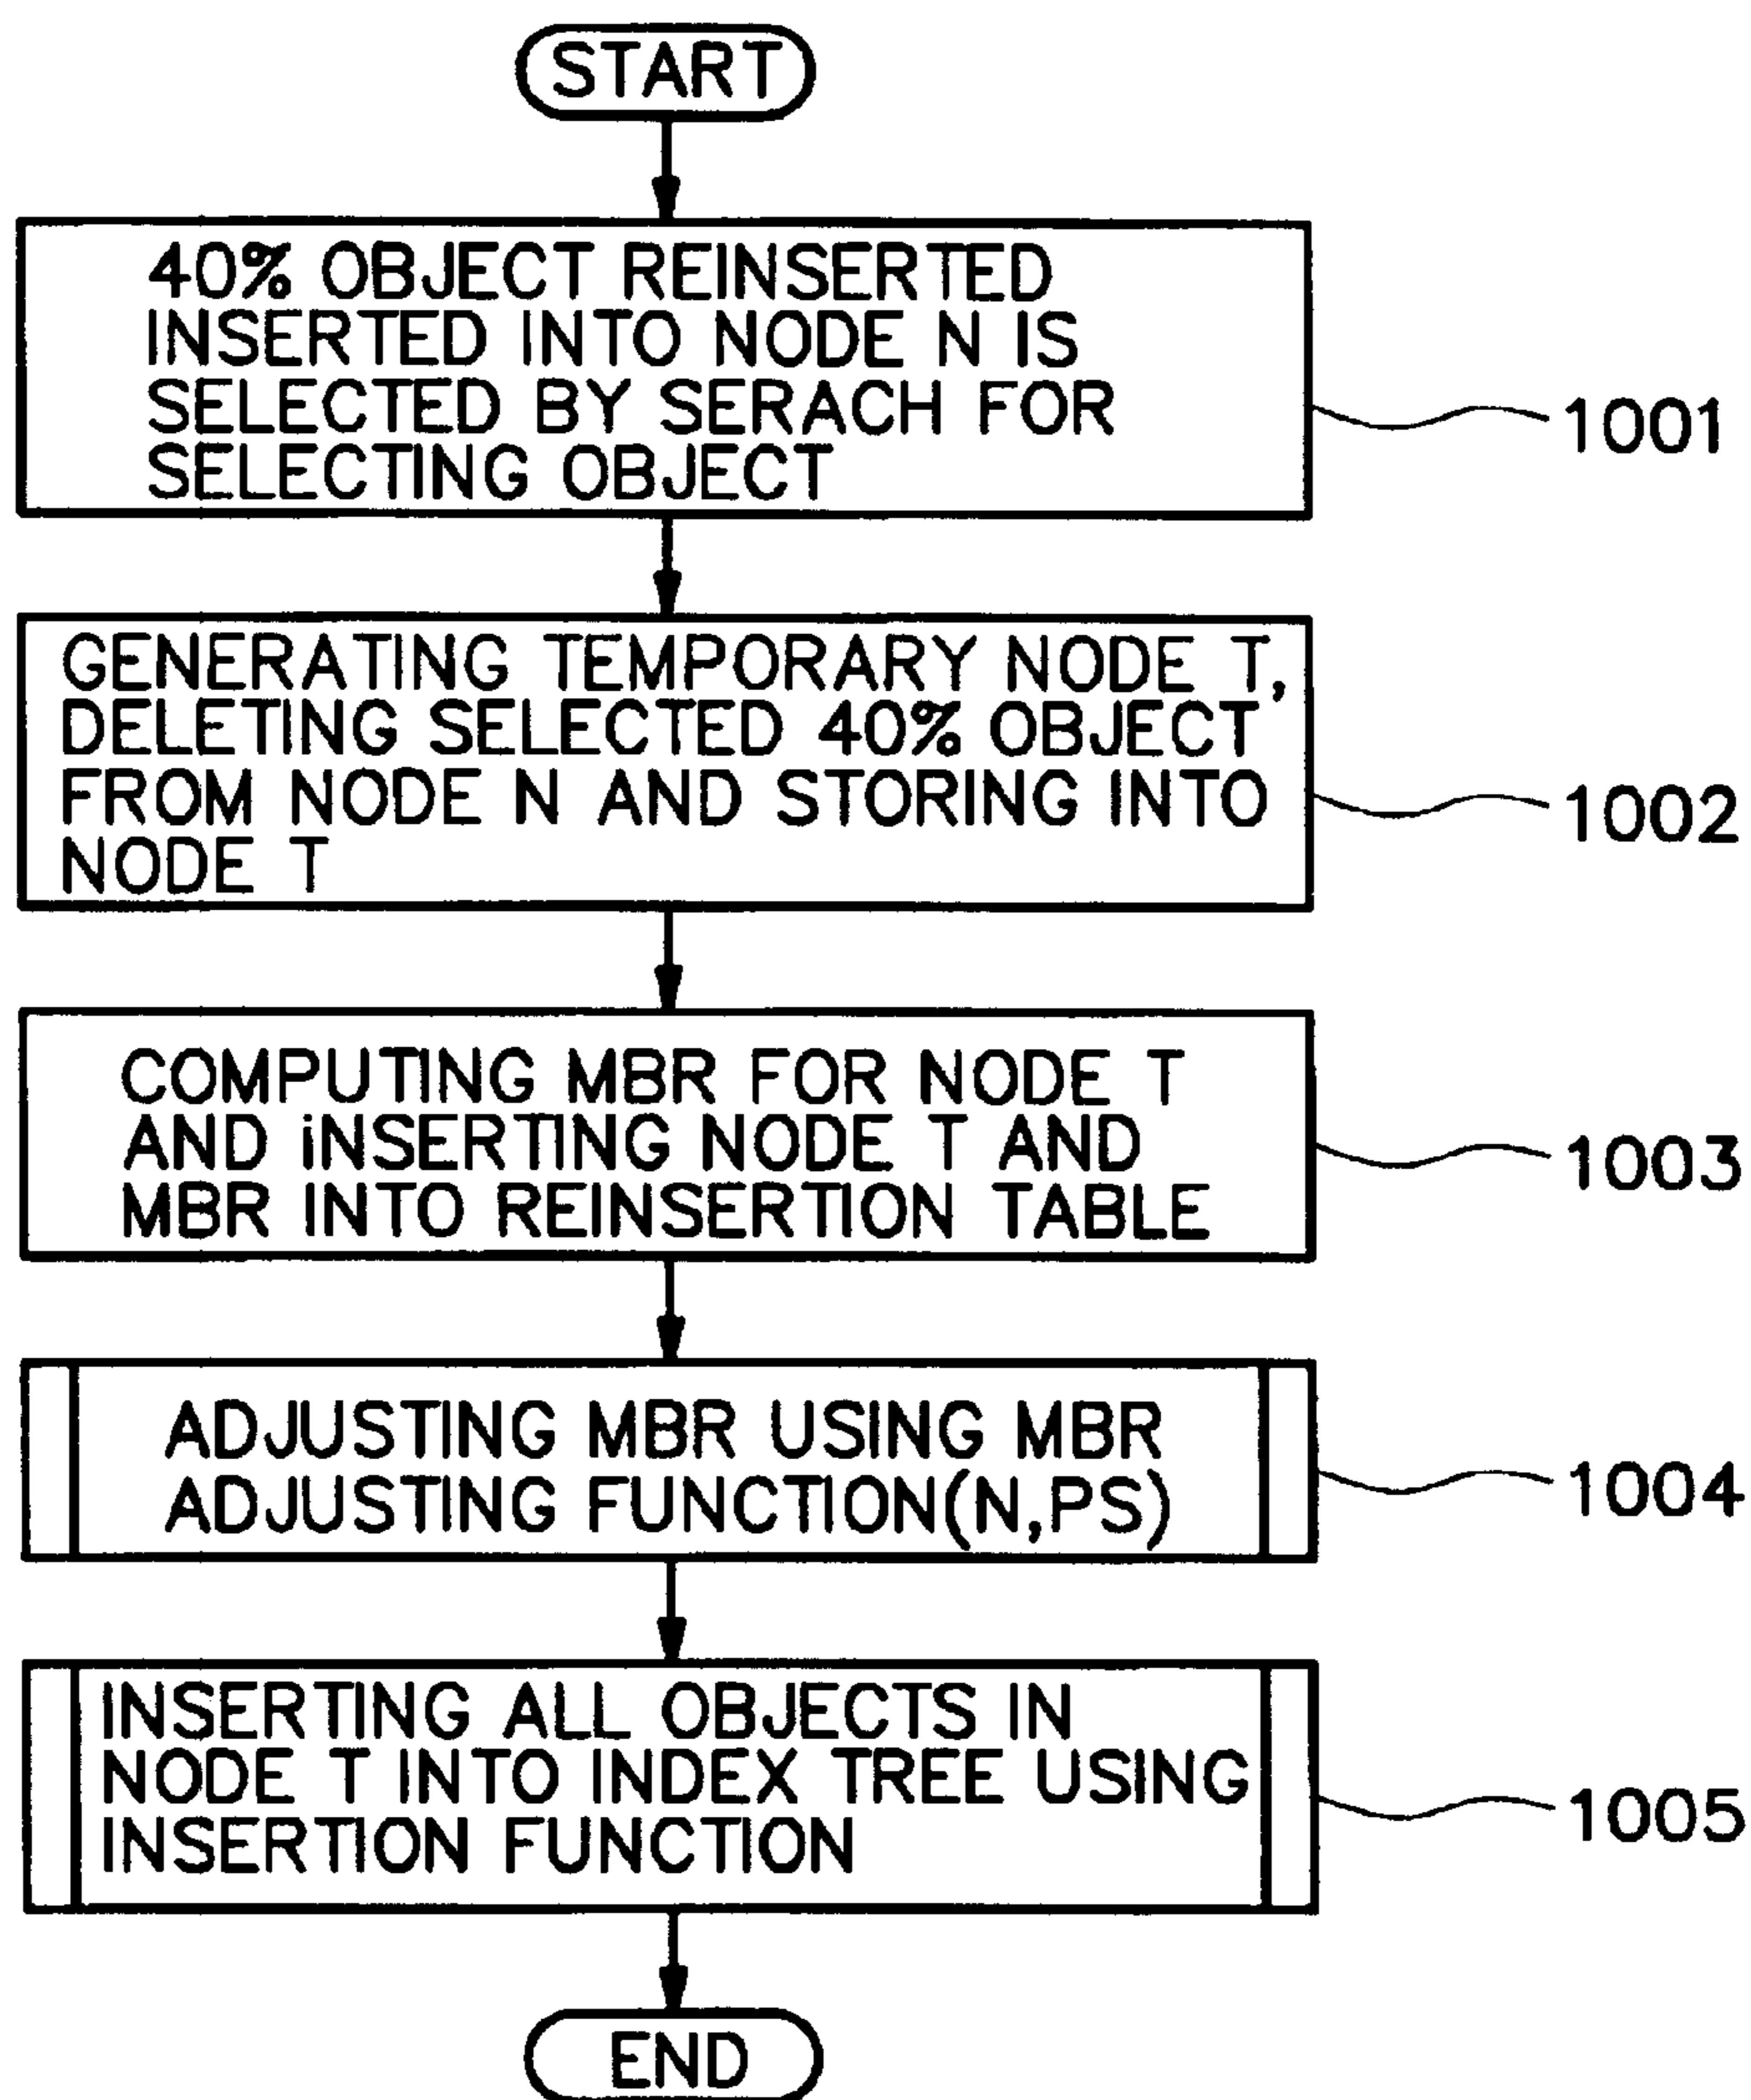 START
40% OBJECT REINSERTED
INSERTED INTO NODE N IS
SELECTED BY SERACH FOR
SELECTING OBJECT
1001
GENERATING TEMPORARY NODE T,
DELETING SELECTED 40% OBJECT
FROM NODE N AND STORING INTO
NODE T
1002
COMPUTING MBR FOR NODE T
AND iNSERTING NODE T AND
MBR INTO REINSERTION TABLE
1003
ADJUSTING MBR USING MBR
ADJUSTING FUNCTION(N,PS)
1004
INSERTING ALL OBJECTS IN
NODE T INTO INDEX TREE USING
INSERTION FUNCTION
1005
END